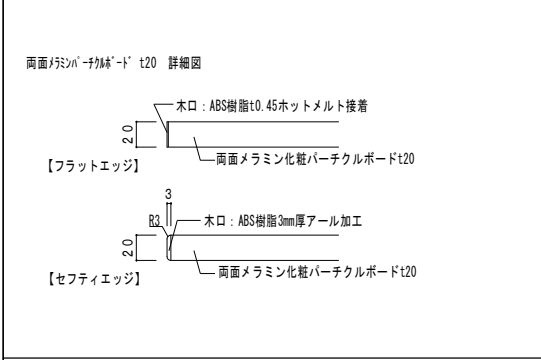 両面ﾒﾗﾐﾝﾊﾟｰﾁｸﾙﾎﾞｰﾄﾞ t20 詳細図
木口：ABS樹脂t0.45ホットメルト接着
20
両面メラミン化粧パーチクルボードt20
【フラットエッジ】
3
R3
木口：ABS樹脂3mm厚アール加工
20
両面メラミン化粧パーチクルボードt20
【セフティエッジ】